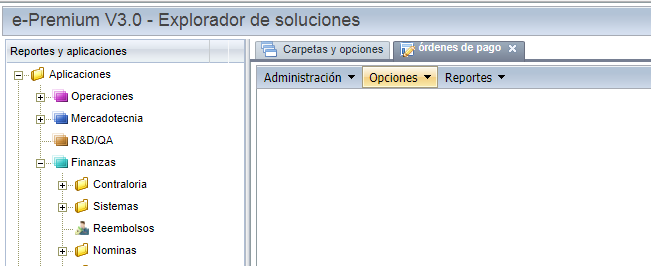 e-Premium V3.0 - Explorador de soluciones
Reportes y aplicaciones
Carpetas y opciones
órdenes de pago
Administración
Opciones
Reportes
Aplicaciones
Operaciones
Mercadotecnia
R&D/QA
Finanzas
Contraloria
Sistemas
Reembolsos
Nominas